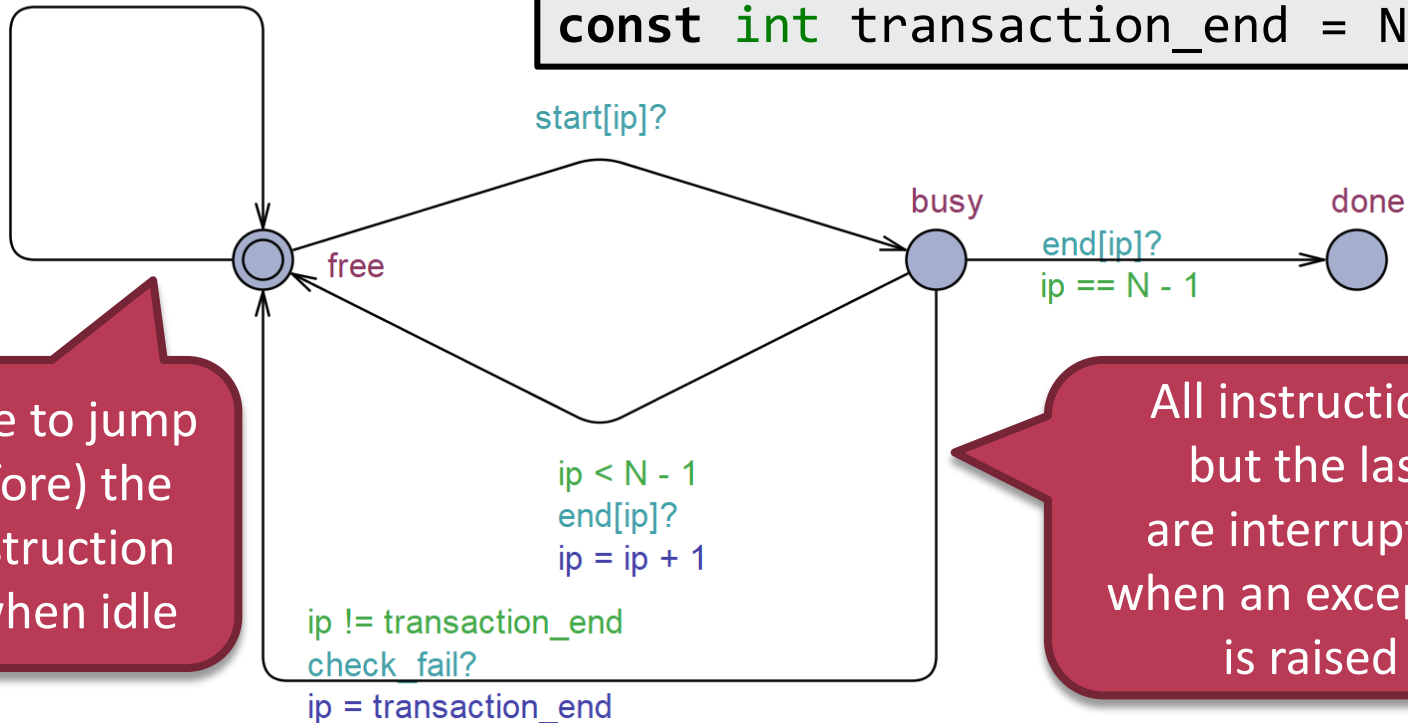 const int transaction_end = N
start[ip]?
busy
done
end[ip]?
ip == N - 1
free
e to jump
ore) the
struction
when idle
All instructio
but the las
are interrupt
when an excep
is raised
ip < N - 1
end[ip]?
ip = ip + 1
ip != transaction_end
check_fail?
ip = transaction_end